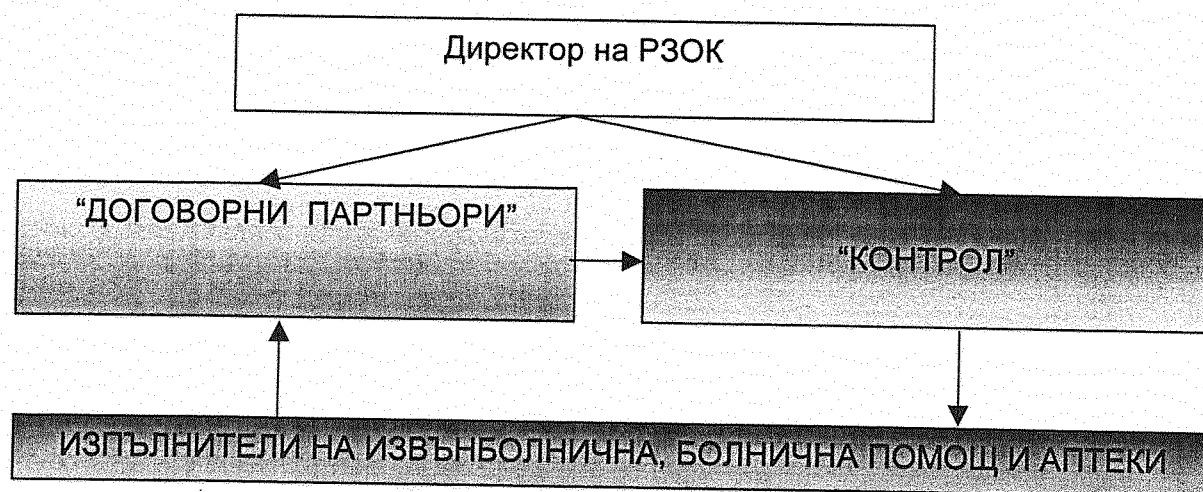 Директор на РЗОК
“ДОГОВОРНИ ПАРТНЬОРИ”
“КОНТРОЛ”
ИЗПЪЛНИТЕЛИ НА ИЗВЪНБОЛНИЧНА, БОЛНИЧНА ПОМОЩ И АПТЕКИ